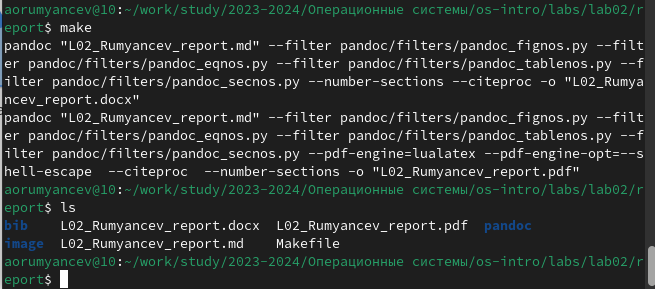 aorumyancev@10:~/work/study/2023-2024/Операционные системы/os-intro/labs/lab02/r
eport$ make
pandoc "L02_Rumyancev_report.md" --filter pandoc/filters/pandoc_fignos.py --filt
er pandoc/filters/pandoc_eqnos.py --filter pandoc/filters/pandoc_tablenos.py --f
ilter pandoc/filters/pandoc_secnos.py --number-sections --citeproc -o "L02_Rumya
ncev_report.docx"
pandoc "L02_Rumyancev_report.md" --filter pandoc/filters/pandoc_fignos.py --filt
er pandoc/filters/pandoc_eqnos.py --filter pandoc/filters/pandoc_tablenos.py --f
ilter pandoc/filters/pandoc_secnos.py --pdf-engine=lualatex --pdf-engine-opt=--s
hell-escape  --citeproc  --number-sections -o "L02_Rumyancev_report.pdf"
aorumyancev@10:~/work/study/2023-2024/Операционные системы/os-intro/labs/lab02/r
eport$ ls
bib    L02_Rumyancev_report.docx  L02_Rumyancev_report.pdf  pandoc
image  L02_Rumyancev_report.md    Makefile
aorumyancev@10:~/work/study/2023-2024/Операционные системы/os-intro/labs/lab02/r
eport$